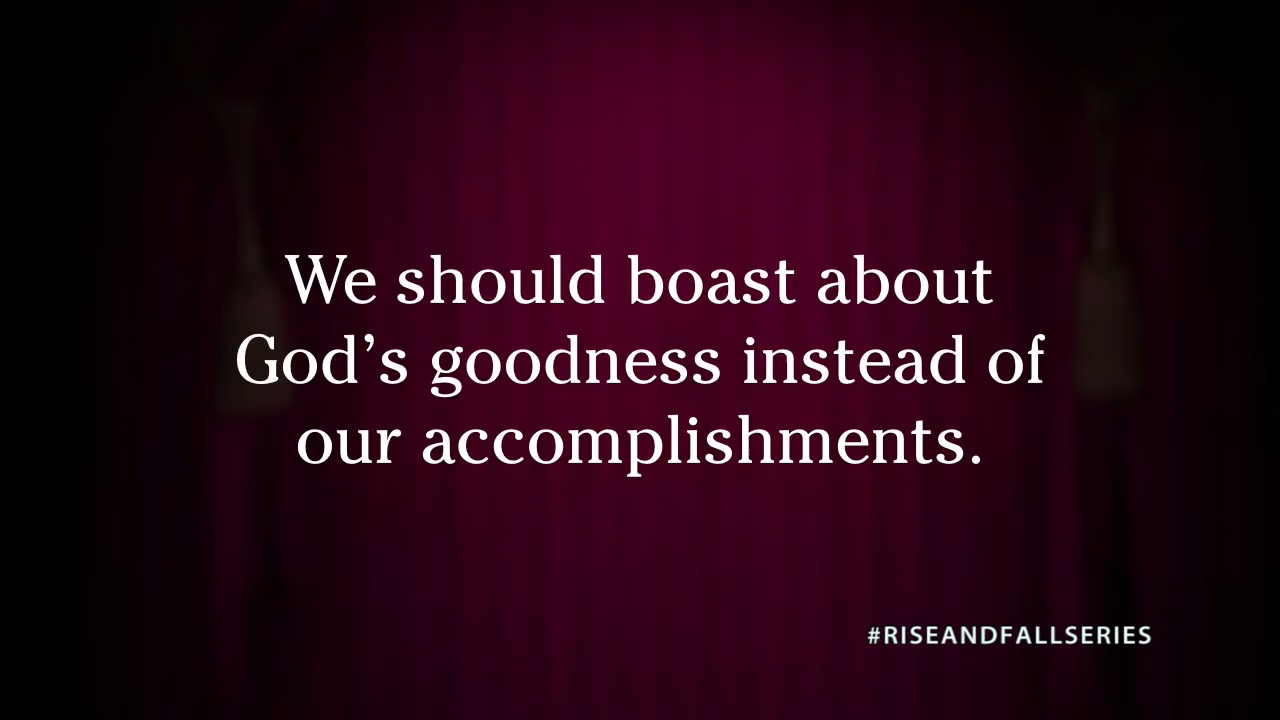 We should boast about
God’s goodness instead of
our accomplishments.
#RISEANDFALLSERIES